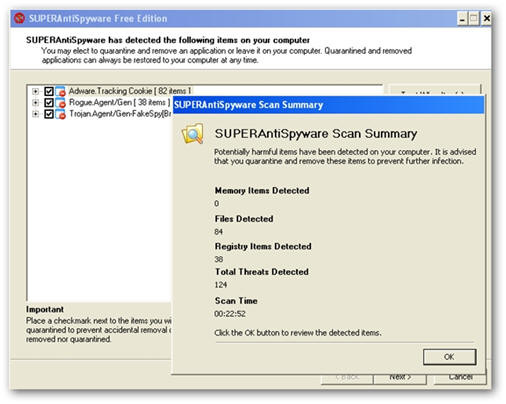 SUPERAntiSpyware Free Edition
SUPERAntiSpyware has detected the following items on your computer
You may elect to quarantine and remove an application or leave it on your computer. Quarantined and removed
applications can always be restored to your computer at any time.
Adware.Tracking Cookie [ 82 items ]
Rogue.Agent/Gen [ 38 items ]
Trojan.Agent/Gen-FakeSpy[Br
SUPERAntiSpyware Scan Summary
SUPERAntiSpyware Scan Summary
Potentially harmful items have been detected on your computer. It is advised
that you quarantine and remove these items to prevent further infection.
Memory Items Detected
0
Files Detected
84
Registry Items Detected
38
Total Threats Detected
124
Scan Time
00:22:52
Click the OK button to review the detected items.
OK
Important
Place a checkmark next to the items you wi
quarantined to prevent accidental removal
removed nor quarantined.
< Back
Next >
Cancel